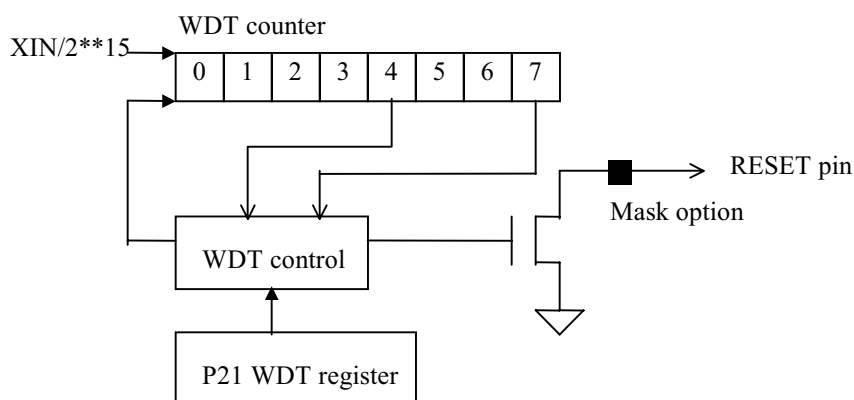 WDT counter
XIN/2**15
0 1 2 3 4 5 6 7
RESET pin
Mask option
WDT control
P21 WDT register